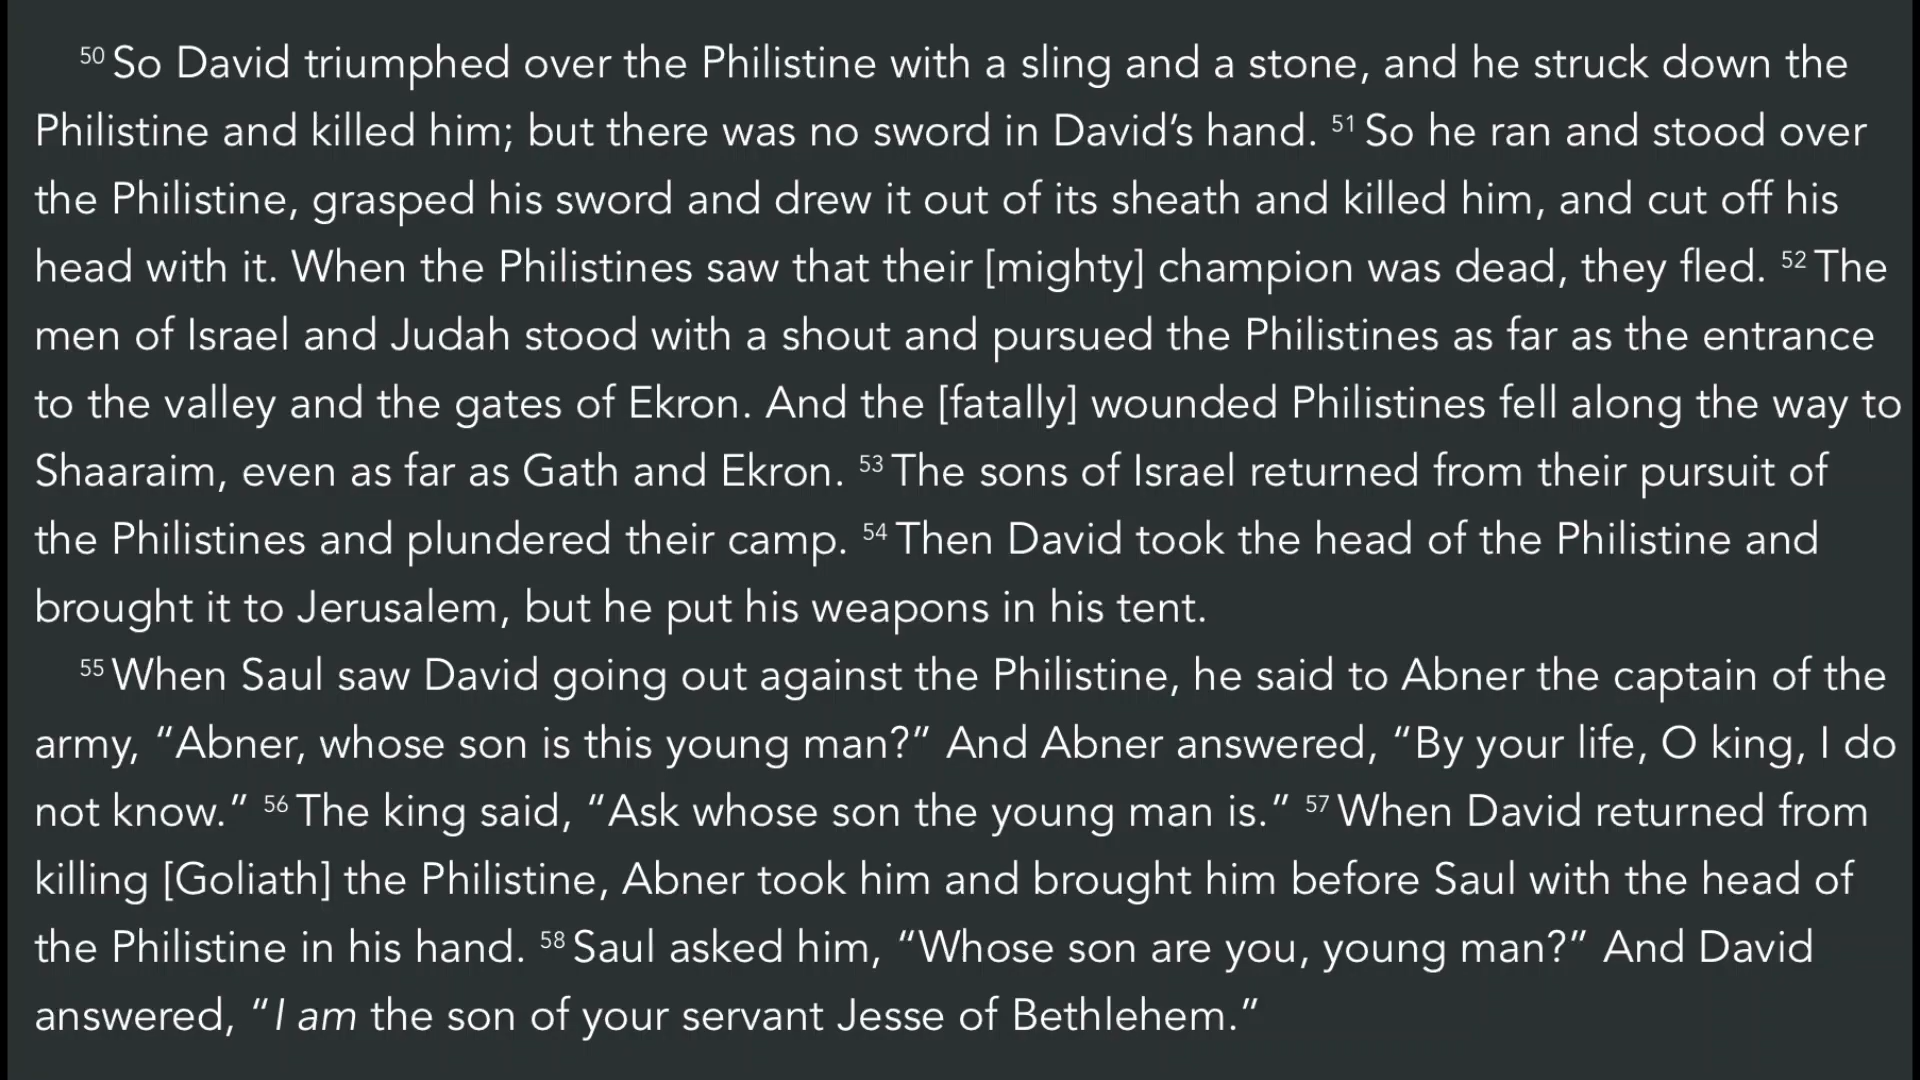 50 So David triumphed over the Philistine with a sling and a stone, and he struck down the
Philistine and killed him; but there was no sword in David’s hand. 51 So he ran and stood over
the Philistine, grasped his sword and drew it out of its sheath and killed him, and cut off his
head with it. When the Philistines saw that their [mighty] champion was dead, they fled. 52 The
men of Israel and Judah stood with a shout and pursued the Philistines as far as the entrance
to the valley and the gates of Ekron. And the [fatally] wounded Philistines fell along the way to
Shaaraim, even as far as Gath and Ekron. 53 The sons of Israel returned from their pursuit of
the Philistines and plundered their camp. 54 Then David took the head of the Philistine and
brought it to Jerusalem, but he put his weapons in his tent.
55 When Saul saw David going out against the Philistine, he said to Abner the captain of the
army, “Abner, whose son is this young man?” And Abner answered, “By your life, O king, I do
not know.” 56 The king said, “Ask whose son the young man is.” 57 When David returned from
killing [Goliath] the Philistine, Abner took him and brought him before Saul with the head of
the Philistine in his hand. 58 Saul asked him, “Whose son are you, young man?” And David
answered, “I am the son of your servant Jesse of Bethlehem.”